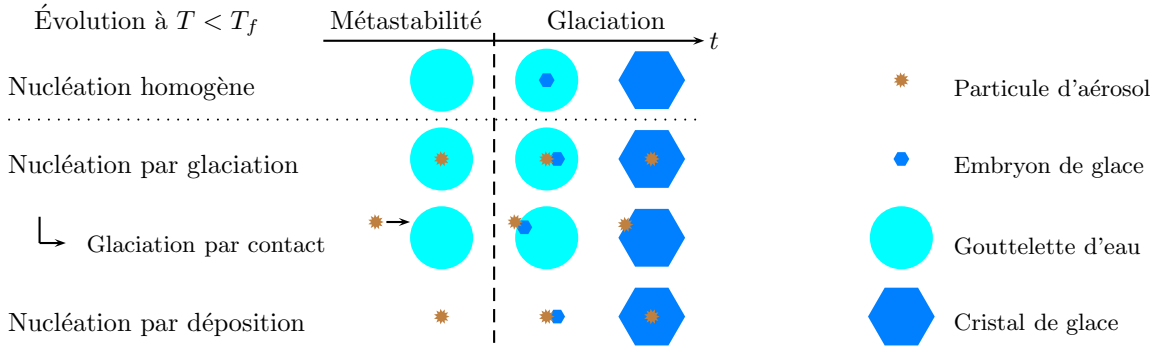 Évolution à T < T_f
Métastabilité
Glaciation
t
Nucléation homogène
Nucléation par glaciation
Glaciation par contact
Nucléation par déposition
Particule d'aérosol
Embryon de glace
Gouttelette d'eau
Cristal de glace